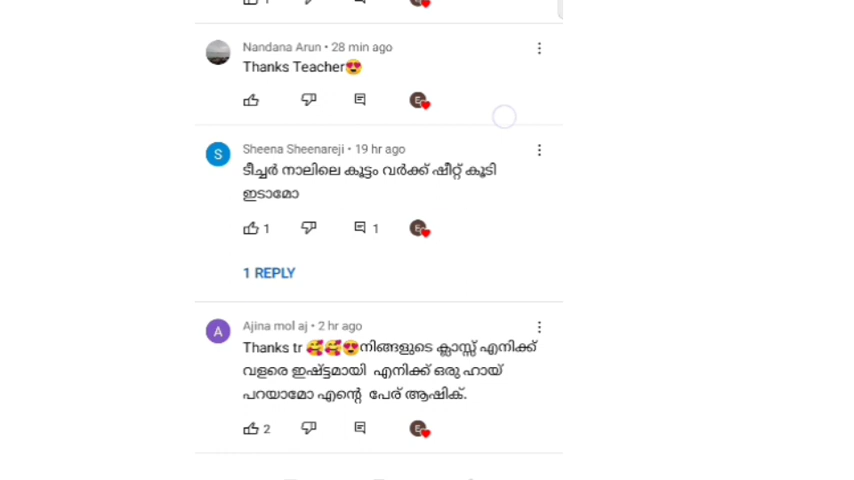 Nandana Arun • 28 min ago
Thanks Teacher😍
Sheena Sheenareji • 19 hr ago
ടീച്ചർ നാലിലെ കൂട്ടം വർക്ക് ഷീറ്റ് കൂടി
ഇടാമോ
1
1
1 REPLY
Ajina mol aj • 2 hr ago
Thanks tr 🥰🥰😍നിങ്ങളുടെ ക്ലാസ്സ് എനിക്ക്
വളരെ ഇഷ്ട്ടമായി എനിക്ക് ഒരു ഹായ്
പറയാമോ എന്റെ പേര് ആഷിക്.
2